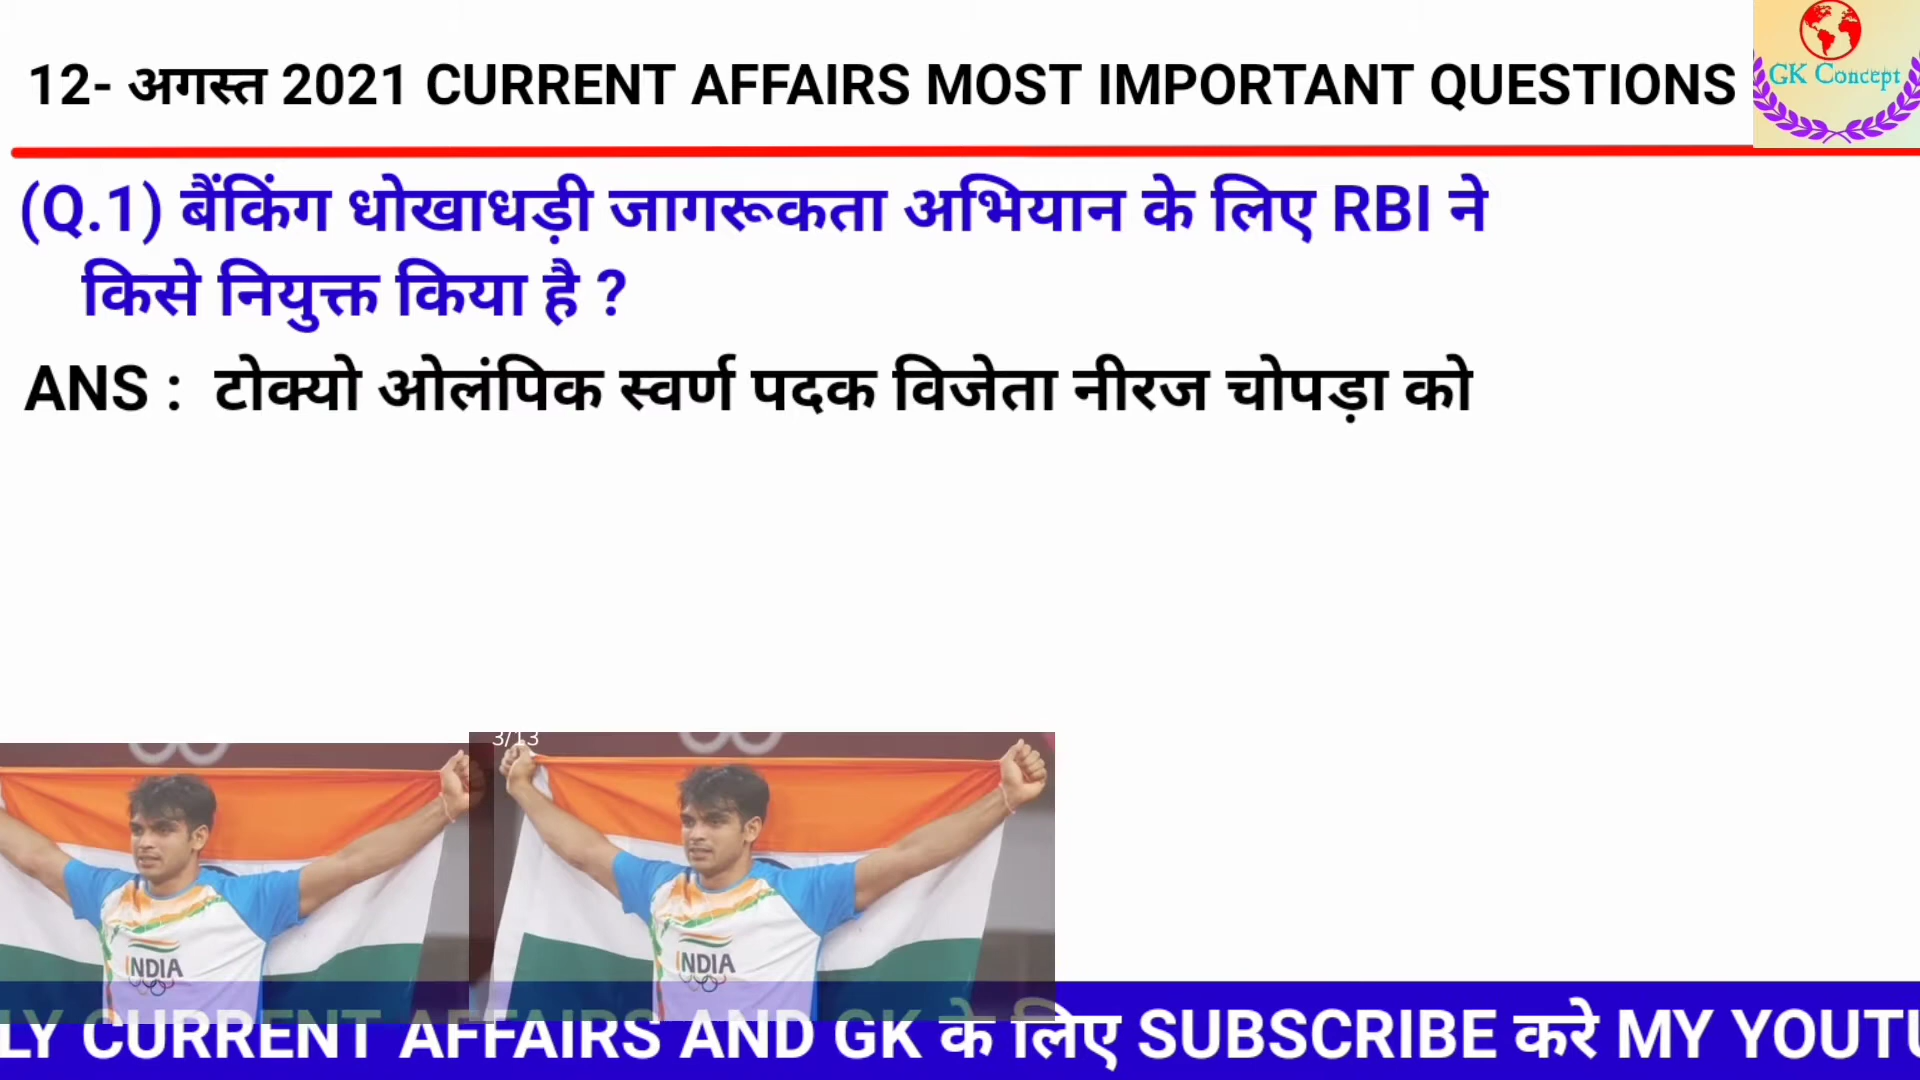 12- अगस्त 2021 CURRENT AFFAIRS MOST IMPORTANT QUESTIONS
GK Concept
(Q.1) बैंकिंग धोखाधड़ी जागरूकता अभियान के लिए RBI ने
किसे नियुक्त किया है ?
ANS : टोक्यो ओलंपिक स्वर्ण पदक विजेता नीरज चोपड़ा को
3/13
INDIA
INDIA
LY CURRENT AFFAIRS AND GK के लिए SUBSCRIBE करे MY YOUTU